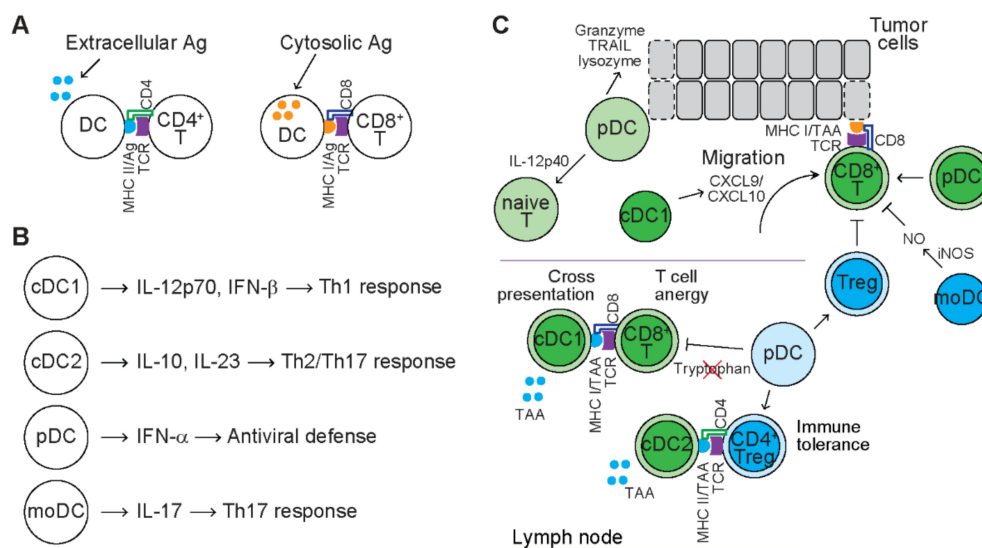 A
Extracellular Ag
DC
MHC II/Ag
TCR
CD4
CD4+
T
Cytosolic Ag
DC
MHC I/Ag
TCR
CD8
CD8+
T
B
cDC1 → IL-12p70, IFN-β → Th1 response
cDC2 → IL-10, IL-23 → Th2/Th17 response
pDC → IFN-α → Antiviral defense
moDC → IL-17 → Th17 response
C
Granzyme
TRAIL
lysozyme
Tumor
cells
pDC
IL-12p40
naive
T
Migration
cDC1
CXCL9/
CXCL10
MHC I/TAA
TCR
CD8
CD8+
T
pDC
NO
iNOS
moDC
Treg
Cross
presentation
T cell
anergy
cDC1
TAA
MHC I/TAA
TCR
CD8
CD8+
T
Tryptophan
pDC
cDC2
TAA
MHC II/TAA
TCR
CD4
CD4+
Treg
Immune
tolerance
Lymph node